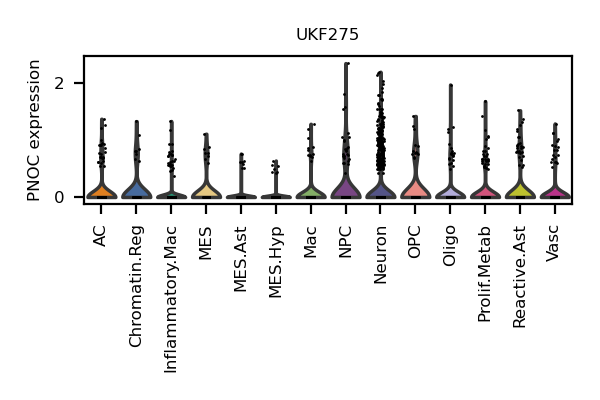 UKF275
PNOC expression
2
0
AC
Chromatin.Reg
Inflammatory.Mac
MES
MES.Ast
MES.Hyp
Mac
NPC
Neuron
OPC
Oligo
Prolif.Metab
Reactive.Ast
Vasc